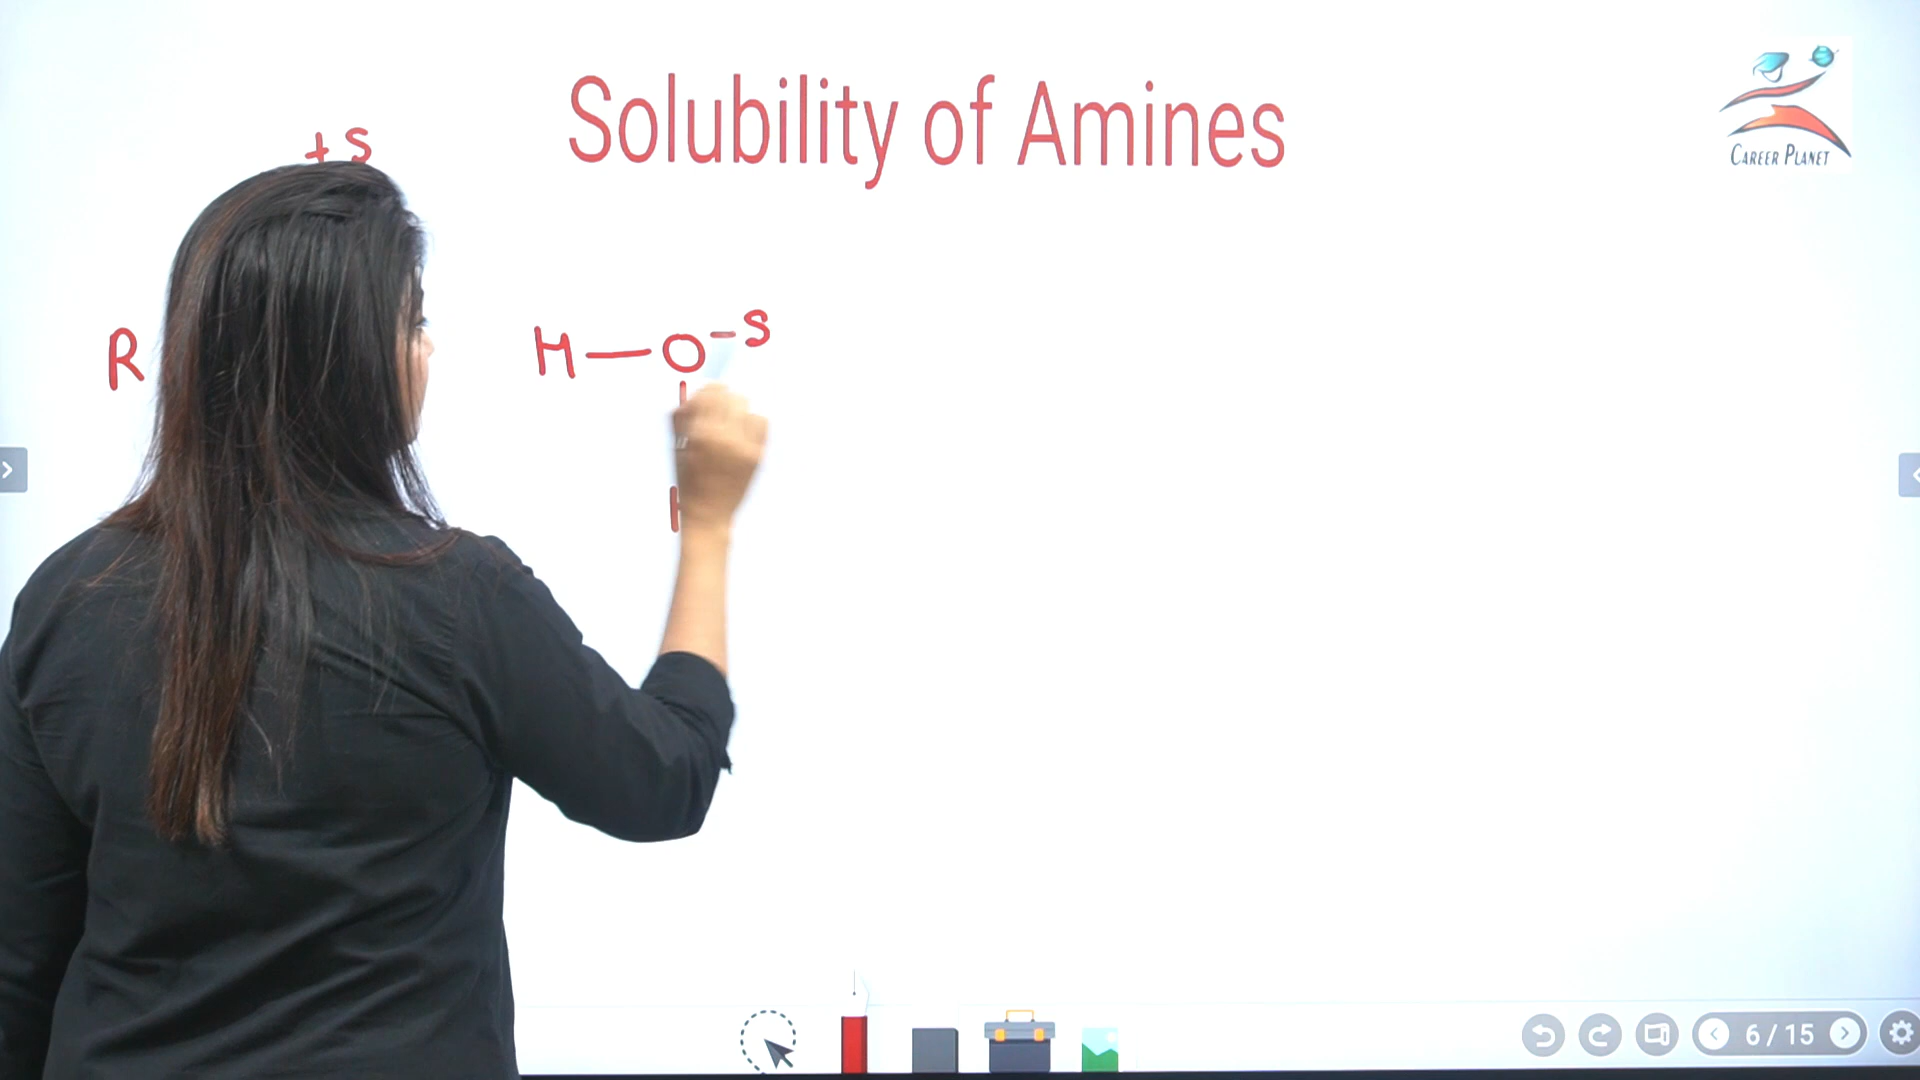 Solubility of Amines
CAREER PLANET
+s
R
H—O -s
H
6 / 15